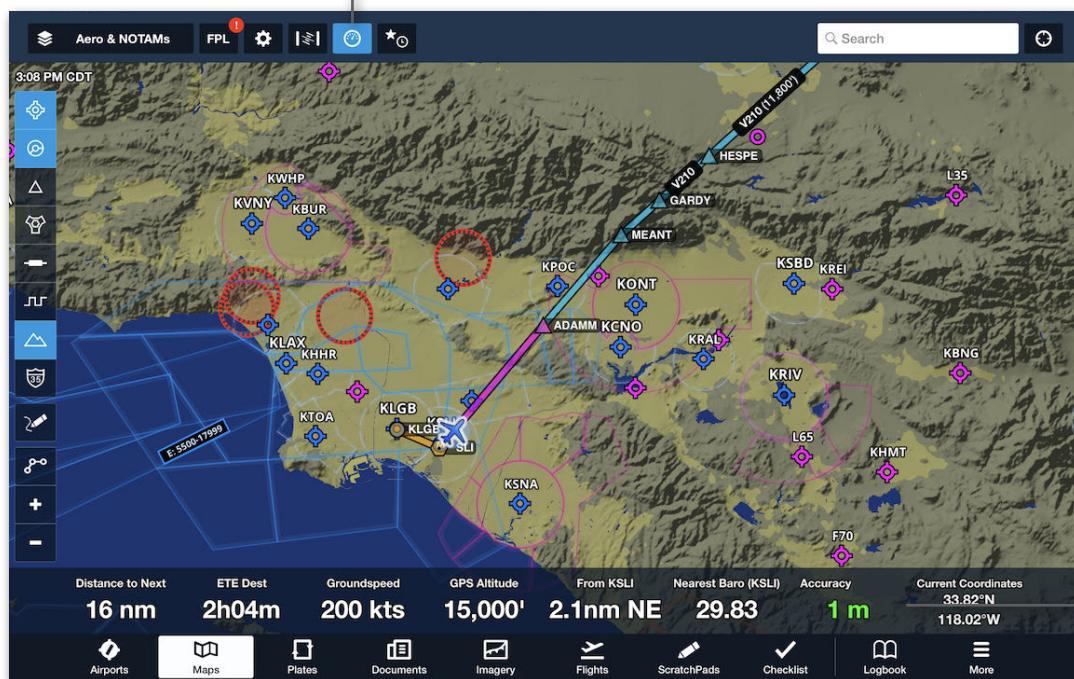 Aero & NOTAMs
FPL
!
Search
3:08 PM CDT
V210 (11,800')
HESPE
V210
GARDY
L35
KWHP
KVNY
KBUR
MEANT
KPOC
KONT
KSBD
KREI
ADAMM
KCNO
KRAL
KLAX
KHHR
KBNG
KRIV
35
KLGB
KTOA
KLGB
SLI
L65
KHMT
E: 5500-17999
KSNA
F70
Distance to Next
ETE Dest
Groundspeed
GPS Altitude
From KSLI
Nearest Baro (KSLI)
Accuracy
Current Coordinates
16 nm
2h04m
200 kts
15,000'
2.1nm NE
29.83
1 m
33.82°N
118.02°W
Airports
Maps
Plates
Documents
Imagery
Flights
ScratchPads
Checklist
Logbook
More